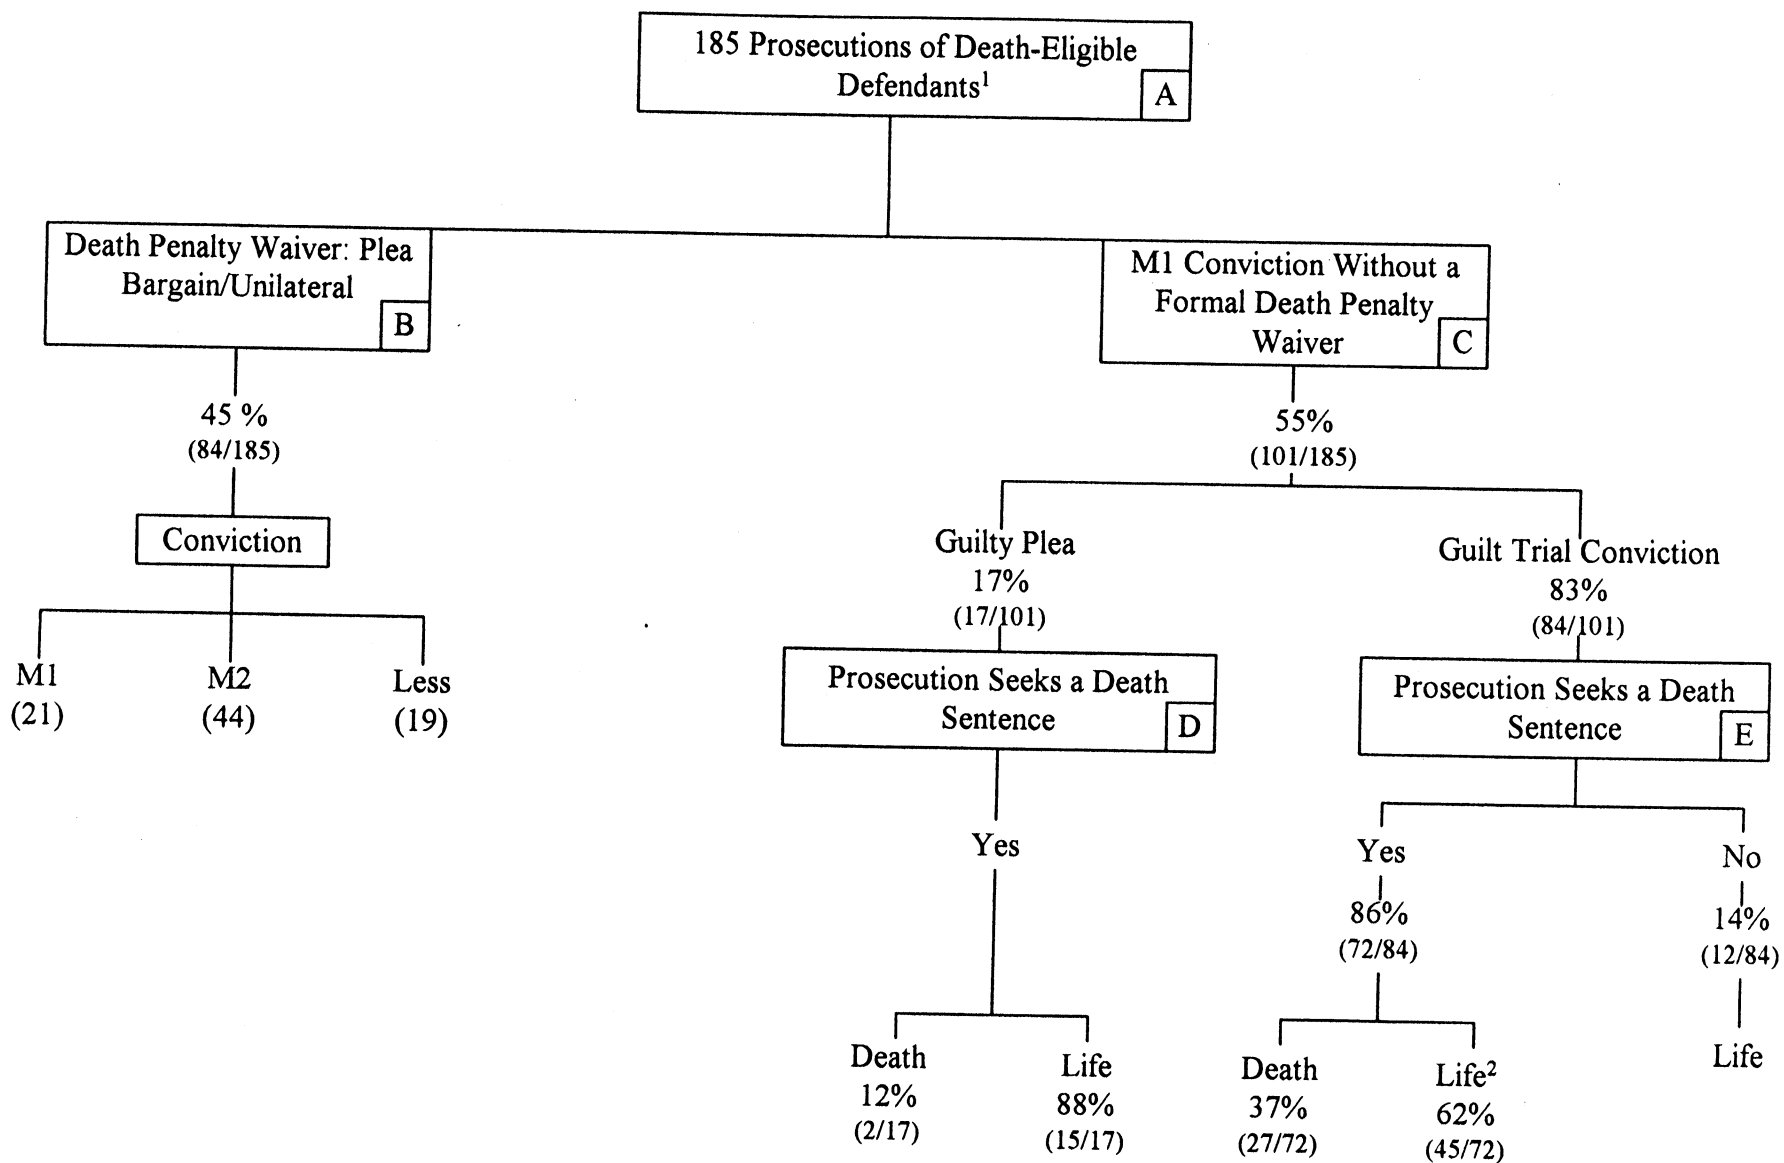 185 Prosecutions of Death-Eligible
Defendants¹
A
Death Penalty Waiver: Plea
Bargain/Unilateral
B
M1 Conviction Without a
Formal Death Penalty
Waiver
C
45 %
(84/185)
55%
(101/185)
Conviction
M1
(21)
M2
(44)
Less
(19)
Guilty Plea
17%
(17/101)
Guilt Trial Conviction
83%
(84/101)
Prosecution Seeks a Death
Sentence
D
Prosecution Seeks a Death
Sentence
E
Yes
Yes
86%
(72/84)
No
14%
(12/84)
Death
12%
(2/17)
Life
88%
(15/17)
Death
37%
(27/72)
Life²
62%
(45/72)
Life